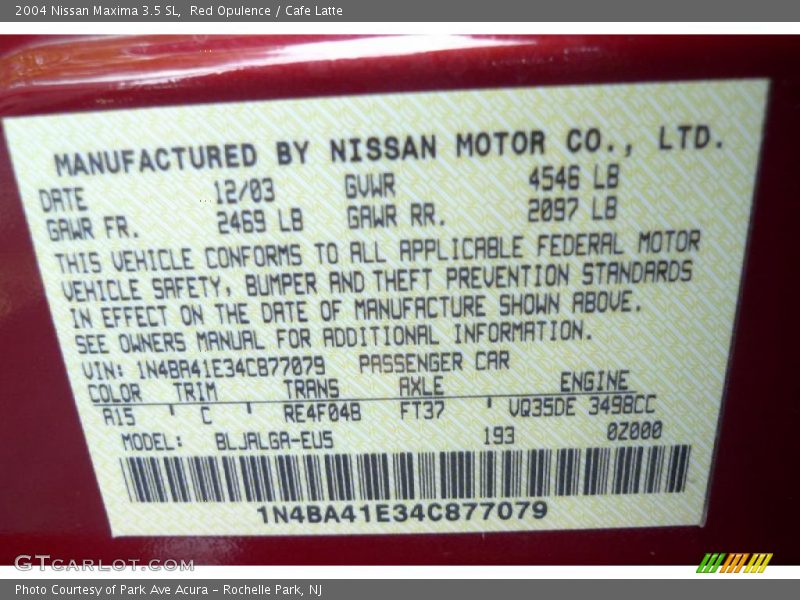 2004 Nissan Maxima 3.5 SL, Red Opulence / Cafe Latte
MANUFACTURED BY NISSAN MOTOR CO., LTD.
DATE 12/03 GVWR 4546 LB
GAWR FR. 2469 LB GAWR RR. 2097 LB
THIS VEHICLE CONFORMS TO ALL APPLICABLE FEDERAL MOTOR
VEHICLE SAFETY, BUMPER AND THEFT PREVENTION STANDARDS
IN EFFECT ON THE DATE OF MANUFACTURE SHOWN ABOVE.
SEE OWNERS MANUAL FOR ADDITIONAL INFORMATION.
VIN: 1N4BA41E34C877079 PASSENGER CAR
COLOR TRIM TRANS AXLE ENGINE
A15 ' C ' RE4F04B FT37 ' VQ35DE 3498CC
MODEL: BLJALGA-EUS 193 0Z000
1N4BA41E34C877079
GTCarLot.com
Photo Courtesy of Park Ave Acura - Rochelle Park, NJ